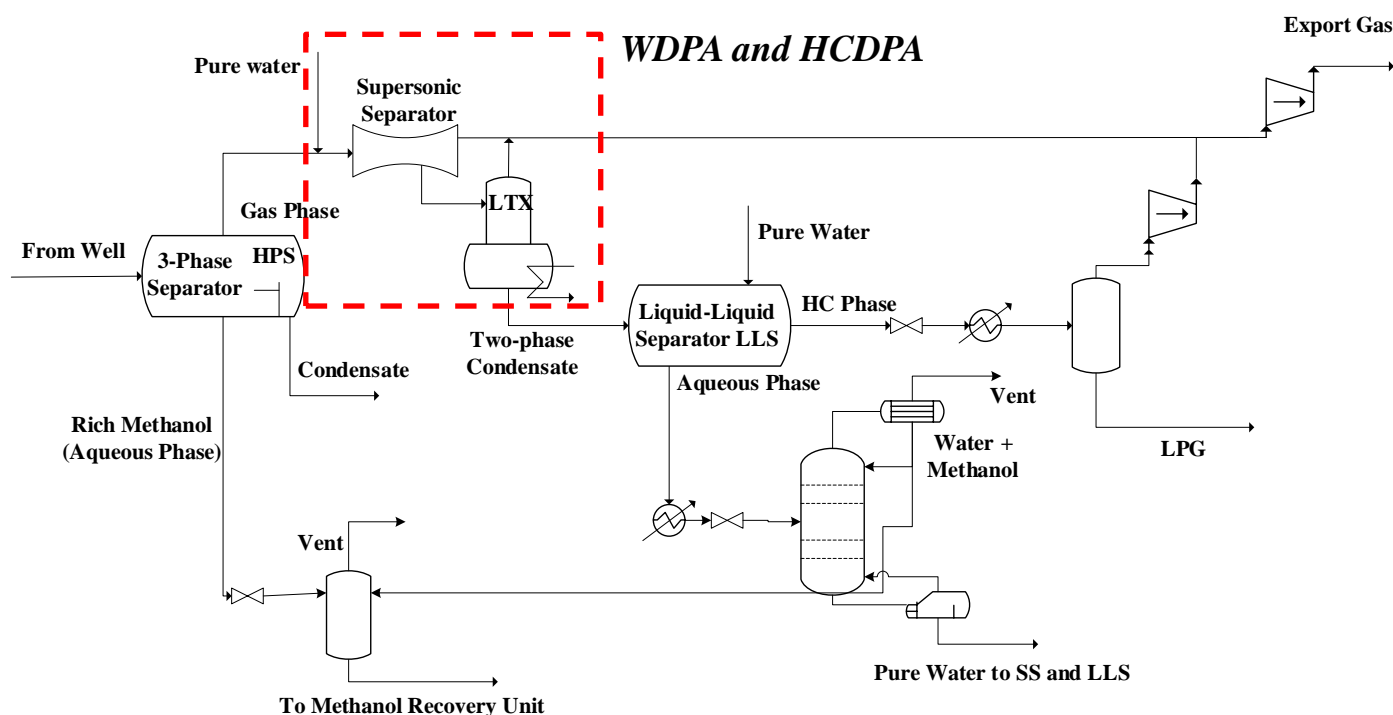 Export Gas
WDPA and HCDPA
Pure water
Supersonic
Separator
LTX
Gas Phase
From Well
3-Phase
Separator
HPS
Pure Water
Liquid-Liquid
Separator LLS
HC Phase
Two-phase
Condensate
Condensate
Aqueous Phase
Vent
Rich Methanol
(Aqueous Phase)
Water +
Methanol
LPG
Vent
Pure Water to SS and LLS
To Methanol Recovery Unit